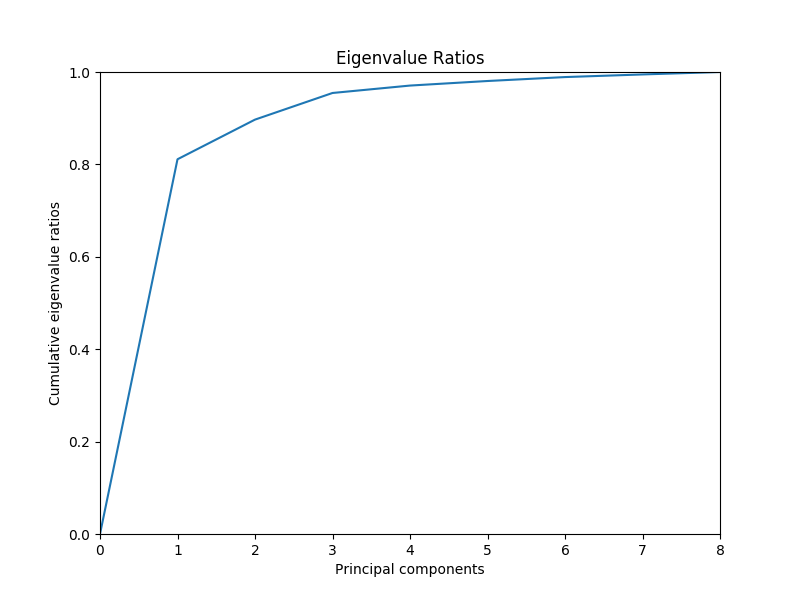 Eigenvalue Ratios
1.0
0.8
0.6
0.4
0.2
0.0
Cumulative eigenvalue ratios
0 1 2 3 4 5 6 7 8
Principal components